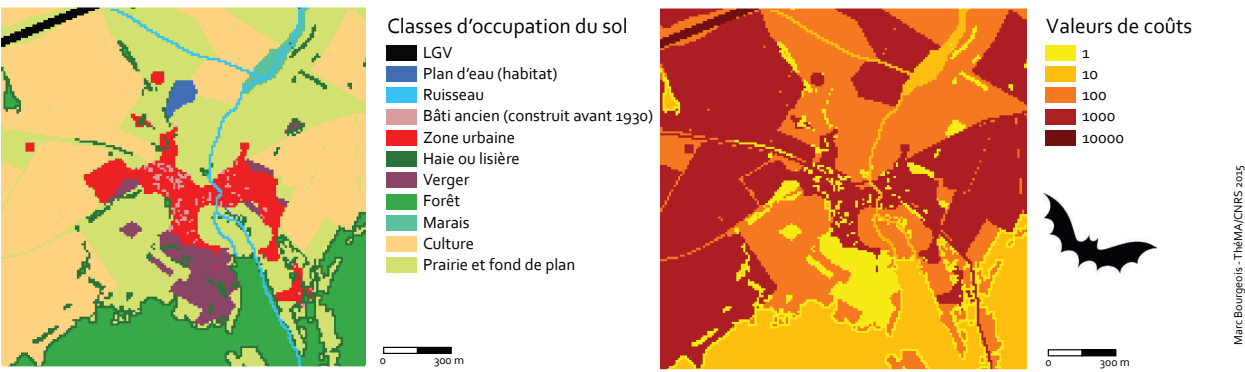 Classes d'occupation du sol
LGV
Plan d'eau (habitat)
Ruisseau
Bâti ancien (construit avant 1930)
Zone urbaine
Haie ou lisière
Verger
Forêt
Marais
Culture
Prairie et fond de plan
0 300 m
Valeurs de coûts
1
10
100
1000
10000
0 300 m
Marc Bourgeois - ThéMA/CNRS 2015